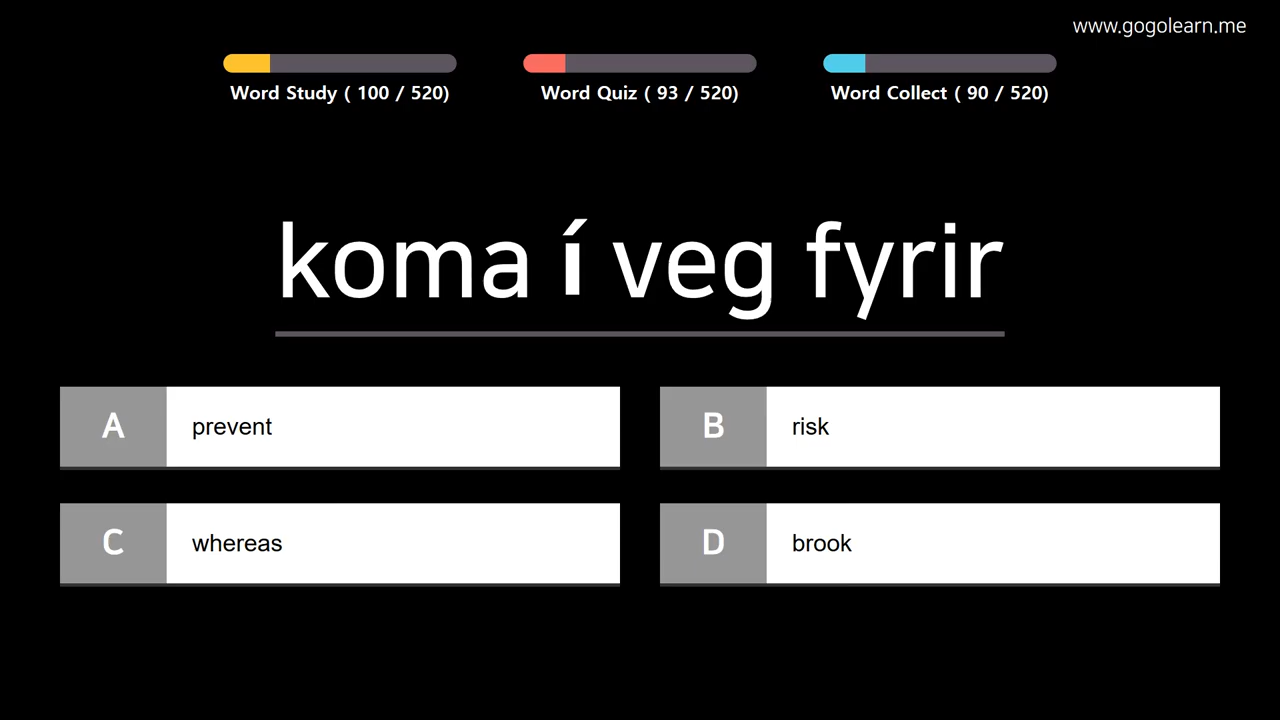 www.gogolearn.me
Word Study ( 100 / 520)
Word Quiz ( 93 / 520)
Word Collect ( 90 / 520)
koma í veg fyrir
A prevent
B risk
C whereas
D brook